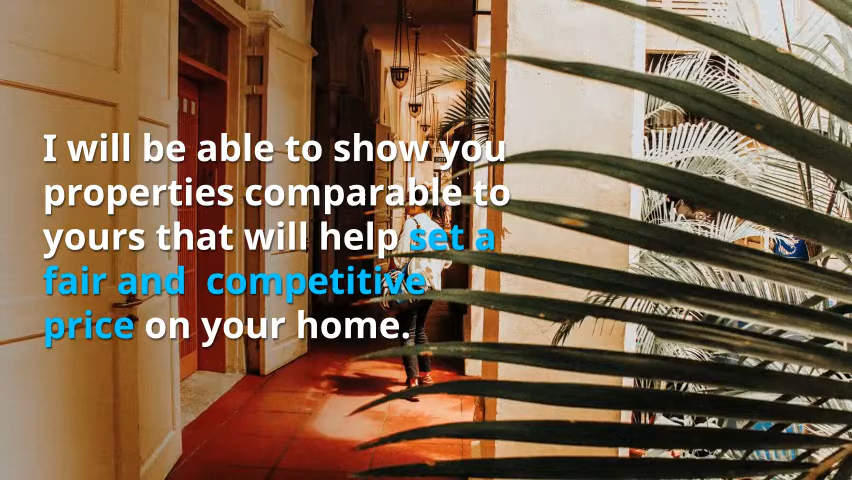 I will be able to show you
properties comparable to
yours that will help set a
fair and  competitive
price on your home.